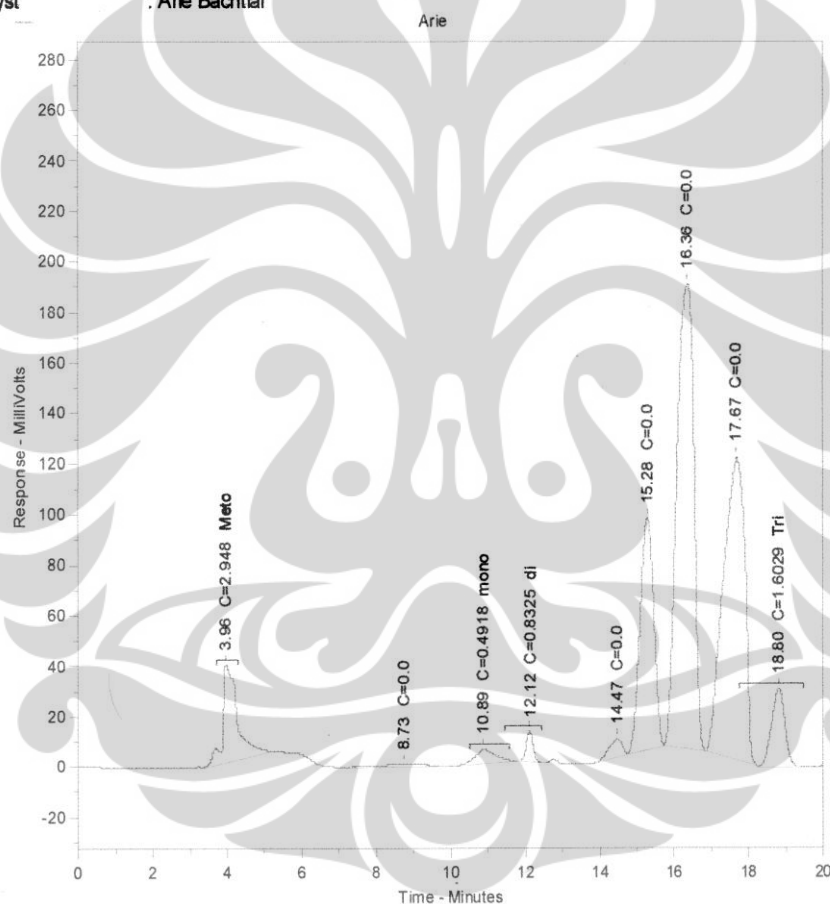 yst : Arie Bachtiar
Arie
Response - MilliVolts
280
260
240
220
200
180
160
140
120
100
80
60
40
20
0
-20
3.96 C=2.948 Meto
8.73 C=0.0
10.89 C=0.4918 mono
12.12 C=0.8325 di
14.47 C=0.0
15.28 C=0.0
16.36 C=0.0
17.67 C=0.0
18.80 C=1.6029 Tri
0 2 4 6 8 10 12 14 16 18 20
Time - Minutes